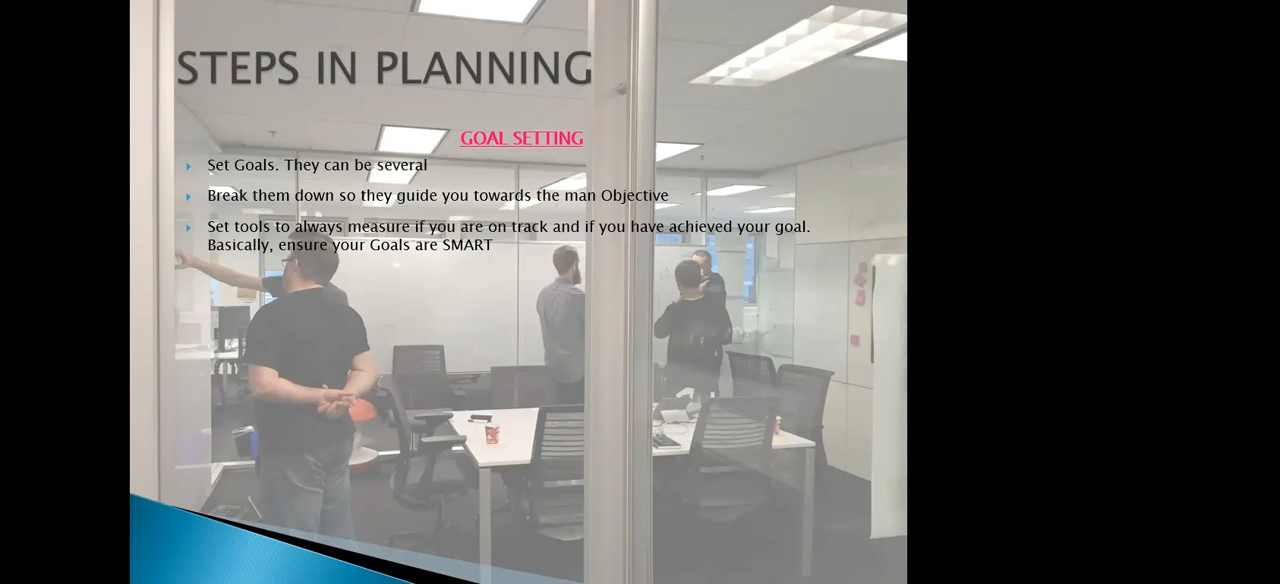 STEPS IN PLANNING
GOAL SETTING
Set Goals. They can be several
Break them down so they guide you towards the man Objective
Set tools to always measure if you are on track and if you have achieved your goal.
Basically, ensure your Goals are SMART